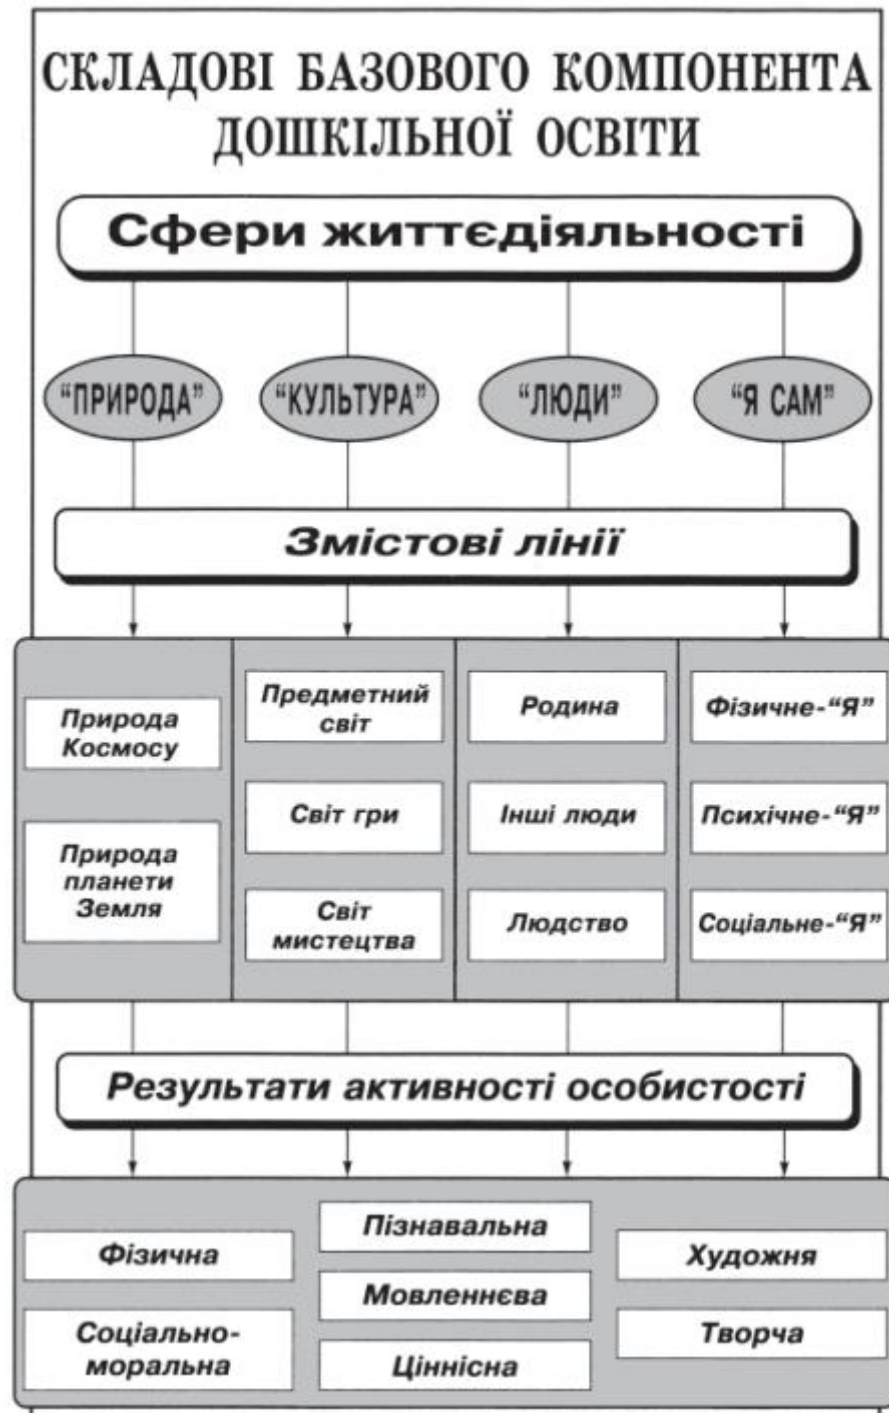 СКЛАДОВІ БАЗОВОГО КОМПОНЕНТА
ДОШКІЛЬНОЇ ОСВІТИ
Сфери життєдіяльності
“ПРИРОДА”
“КУЛЬТУРА”
“ЛЮДИ”
“Я САМ”
Змістові лінії
Природа
Космосу
Природа
планети
Земля
Предметний
світ
Світ гри
Світ
мистецтва
Родина
Інші люди
Людство
Фізичне-“Я”
Психічне-“Я”
Соціальне-“Я”
Результати активності особистості
Фізична
Соціально-
моральна
Пізнавальна
Мовленнєва
Ціннісна
Художня
Творча